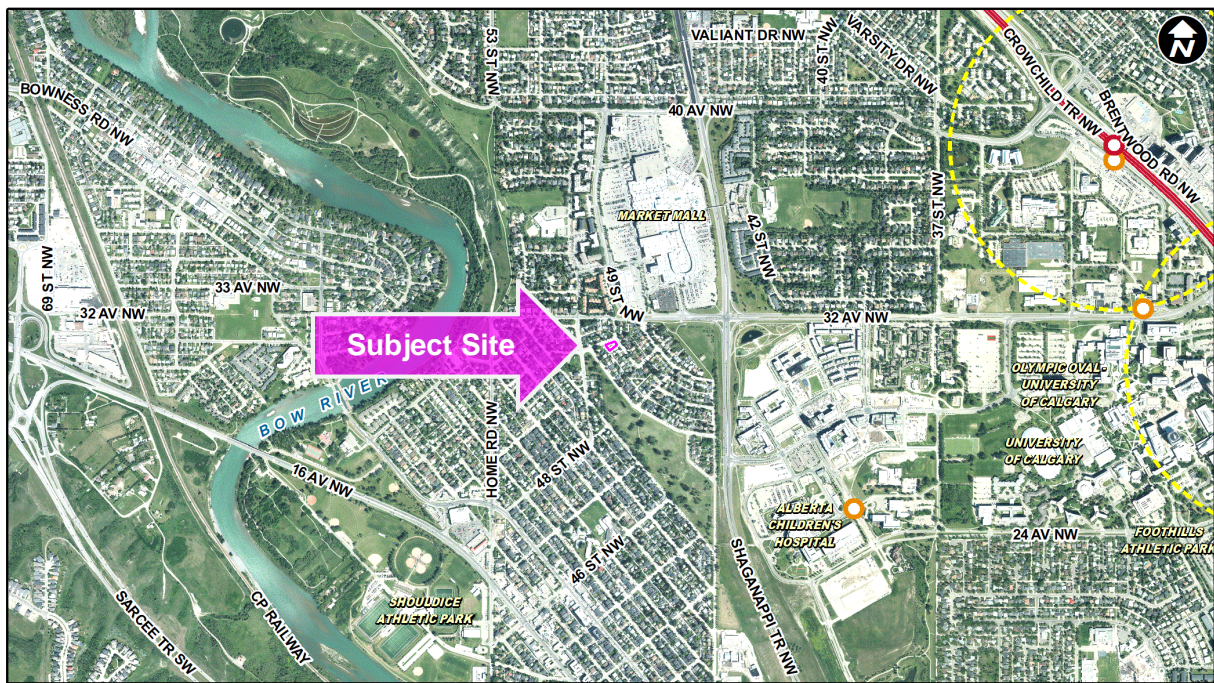 53 ST NW
VALIANT DR NW
40 ST NW
VARSITY DR NW
CROWCHILD TR NW
N
BOWNESS RD NW
40 AV NW
BRENTWOOD RD NW
37 ST NW
MARKET MALL
42 ST NW
69 ST NW
33 AV NW
49 ST NW
32 AV NW
32 AV NW
Subject Site
OLYMPIC OVAL -
UNIVERSITY
OF CALGARY
BOW RIVER
HOME RD NW
UNIVERSITY
OF CALGARY
48 ST NW
16 AV NW
ALBERTA
CHILDREN'S
HOSPITAL
24 AV NW
FOOTHILLS
ATHLETIC PARK
46 ST NW
SHAGANAPPI TR NW
SHOULDICE
ATHLETIC PARK
SARCEE TR SW
CP RAILWAY